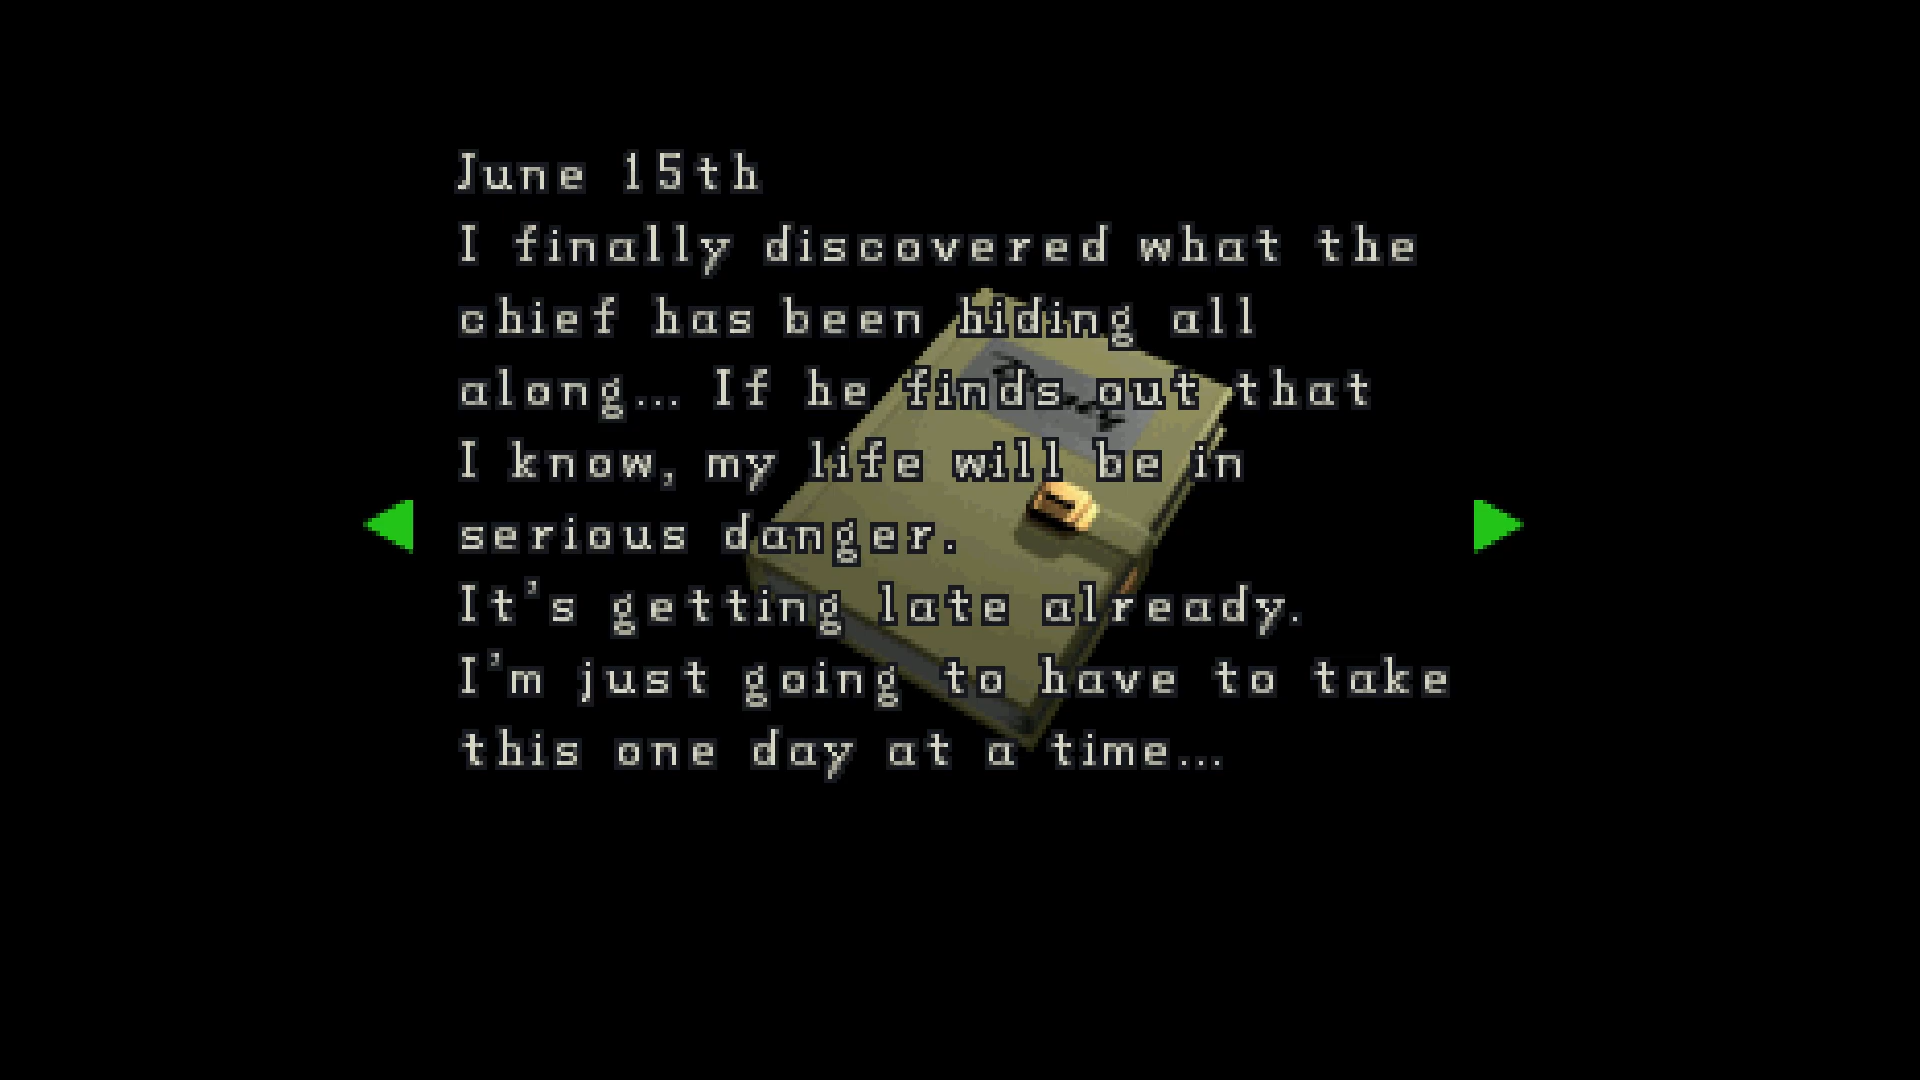 June 15th
I finally discovered what the
chief has been hiding all
along... If he finds out that
I know, my life will be in
serious danger.
It's getting late already.
I'm just going to have to take
this one day at a time...
Diary